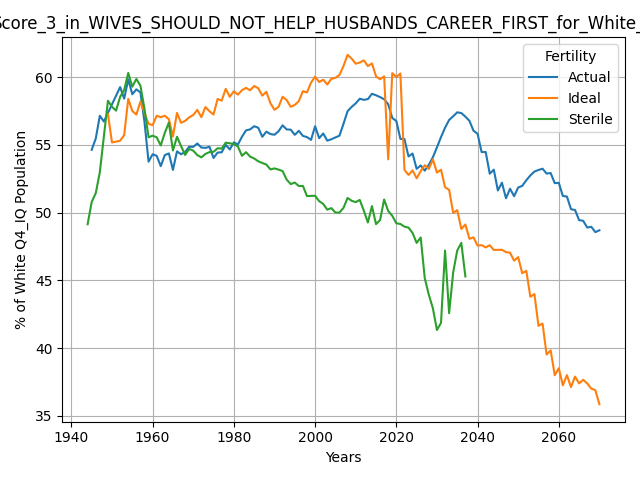 Score_3_in_WIVES_SHOULD_NOT_HELP_HUSBANDS_CAREER_FIRST_for_White_
Fertility
Actual
Ideal
Sterile
% of White Q4_IQ Population
60
55
50
45
40
35
1940
1960
1980
2000
2020
2040
2060
Years